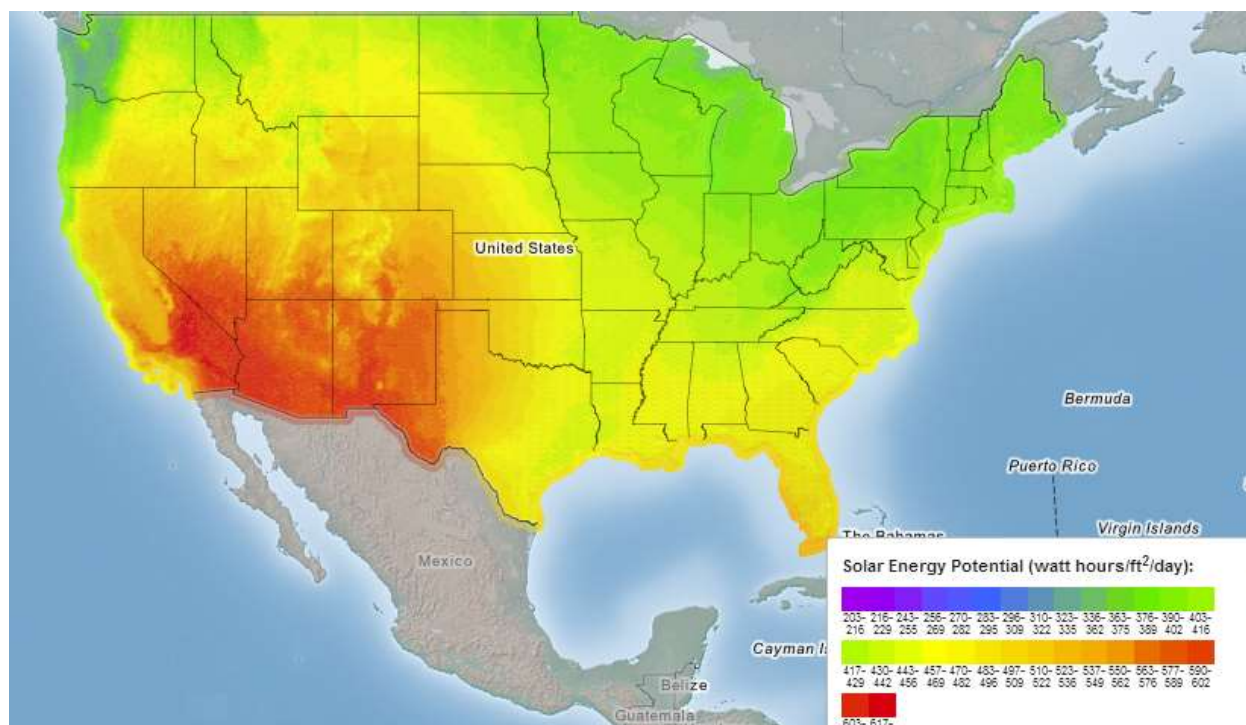 United States
Bermuda
Puerto Rico
Virgin Islands
The Bahamas
Mexico
Cayman
Belize
Guatemala
Solar Energy Potential (watt hours/ft²/day):
203- 216- 243- 256- 270- 283- 296- 310- 323- 336- 363- 376- 390- 403-
216 229 255 269 282 295 309 322 335 362 375 389 402 416
417- 430- 443- 457- 470- 483- 497- 510- 523- 537- 550- 563- 577- 590-
429 442 456 469 482 496 509 522 536 549 562 576 589 602
603- 617-